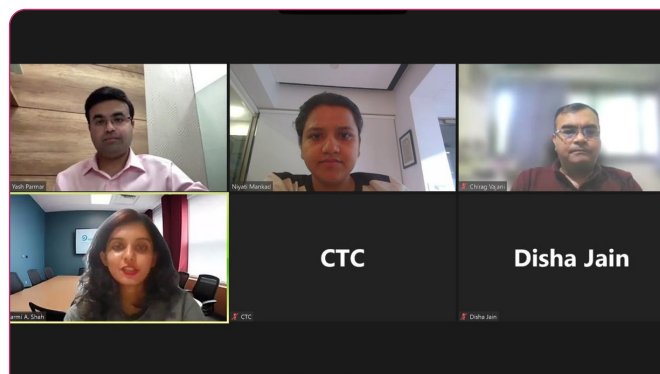 Yash Parmar
Niyati Mankad
Chirag Vajani
armi A. Shah
CTC
CTC
Disha Jain
Disha Jain